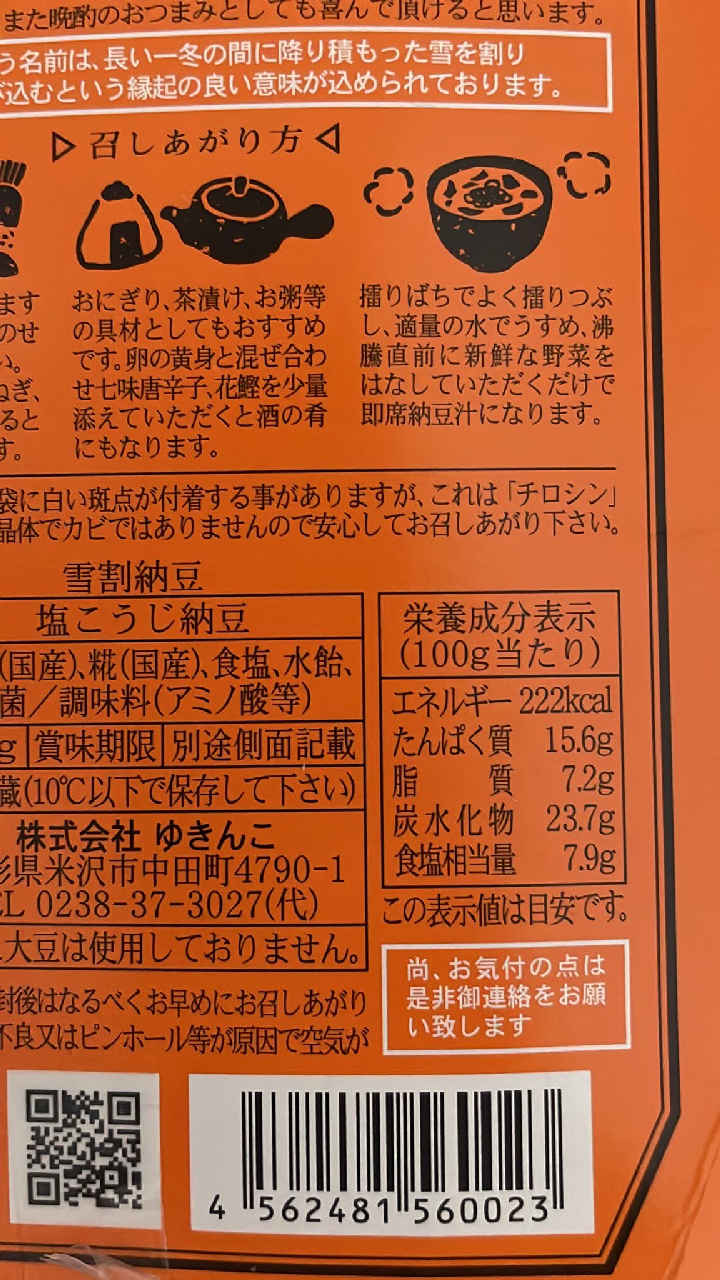 また晩酌のおつまみとしても喜んで頂けると思います。
う名前は、長い一冬の間に降り積もった雪を割り
込むという縁起の良い意味が込められております。
▷召しあがり方◁
ます
のせ
い。
ねぎ、
ると
す。
おにぎり、茶漬け、お粥等
の具材としてもおすすめ
です。卵の黄身と混ぜ合わ
せ七味唐辛子、花鰹を少量
添えていただくと酒の肴
にもなります。
擂りばちでよく擂りつぶ
し、適量の水でうすめ、沸
騰直前に新鮮な野菜を
はなしていただくだけで
即席納豆汁になります。
袋に白い斑点が付着する事がありますが、これは「チロシン」
晶体でカビではありませんので安心してお召しあがり下さい。
雪割納豆
塩こうじ納豆
(国産)、糀(国産)、食塩、水飴、
菌／調味料(アミノ酸等)
g 賞味期限 別途側面記載
蔵(10℃以下で保存して下さい)
株式会社 ゆきんこ
形県米沢市中田町4790-1
EL 0238-37-3027(代)
大豆は使用しておりません。
封後はなるべくお早めにお召しあがり
不良又はピンホール等が原因で空気が
栄養成分表示
(100g当たり)
エネルギー 222kcal
たんぱく質 15.6g
脂質 7.2g
炭水化物 23.7g
食塩相当量 7.9g
この表示値は目安です。
尚、お気付の点は
是非御連絡をお願
い致します
4 562481 560023